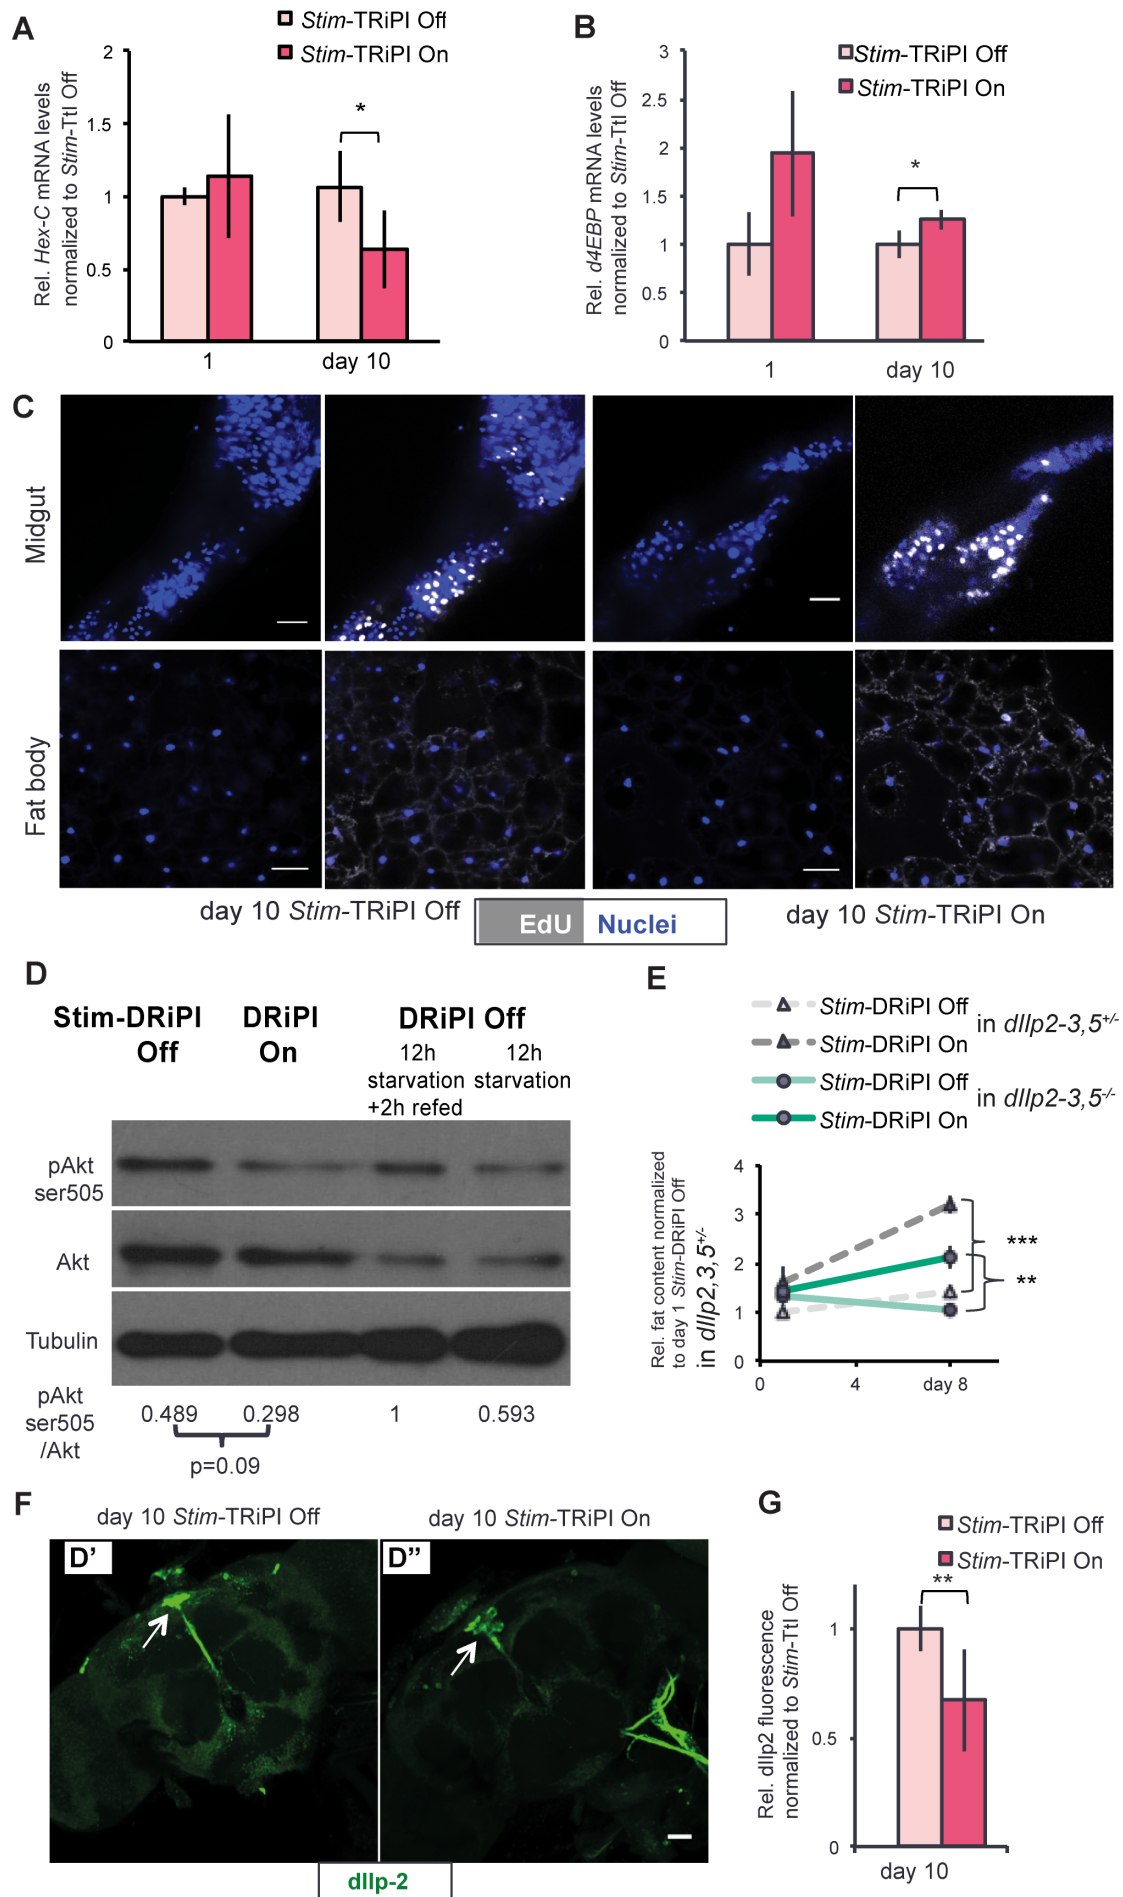 A
Stim-TRiPI Off
Stim-TRiPI On
Rel. Hex-C mRNA levels
normalized to Stim-TtI Off
2
1.5
1
0.5
0
*
1
day 10
B
Stim-TRiPI Off
Stim-TRiPI On
Rel. d4EBP mRNA levels
normalized to Stim-TtI Off
3
2.5
2
1.5
1
0.5
0
*
1
day 10
C
Midgut
Fat body
day 10 Stim-TRiPI Off
EdU Nuclei
day 10 Stim-TRiPI On
D
Stim-DRiPI
Off
DRiPI
On
DRiPI Off
12h
starvation
+2h refed
12h
starvation
pAkt
ser505
Akt
Tubulin
pAkt
ser505
/Akt
0.489
0.298
1
0.593
p=0.09
E
Stim-DRiPI Off
Stim-DRiPI On
in dIlp2-3,5+/-
Stim-DRiPI Off
Stim-DRiPI On
in dIlp2-3,5-/-
Rel. fat content normalized
to day 1 Stim-DRiPI Off
in dIlp2,3,5+/-
4
3
2
1
0
***
**
0
4
day 8
F
day 10 Stim-TRiPI Off
day 10 Stim-TRiPI On
D'
D"
dIlp-2
G
Stim-TRiPI Off
Stim-TRiPI On
Rel. dIlp2 fluorescence
normalized to Stim-TtI Off
**
1
0.5
0
day 10